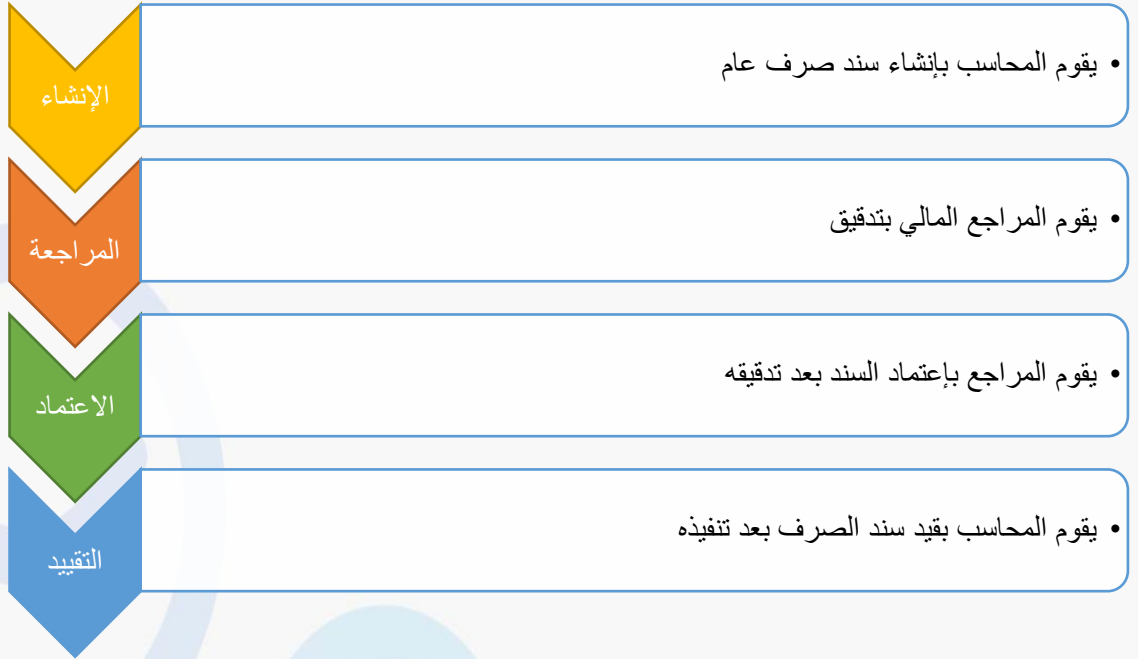 الإنشاء
• يقوم المحاسب بإنشاء سند صرف عام
المراجعة
• يقوم المراجع المالي بتدقيق
الاعتماد
• يقوم المراجع بإعتماد السند بعد تدقيقه
التقييد
• يقوم المحاسب بقيد سند الصرف بعد تنفيذه